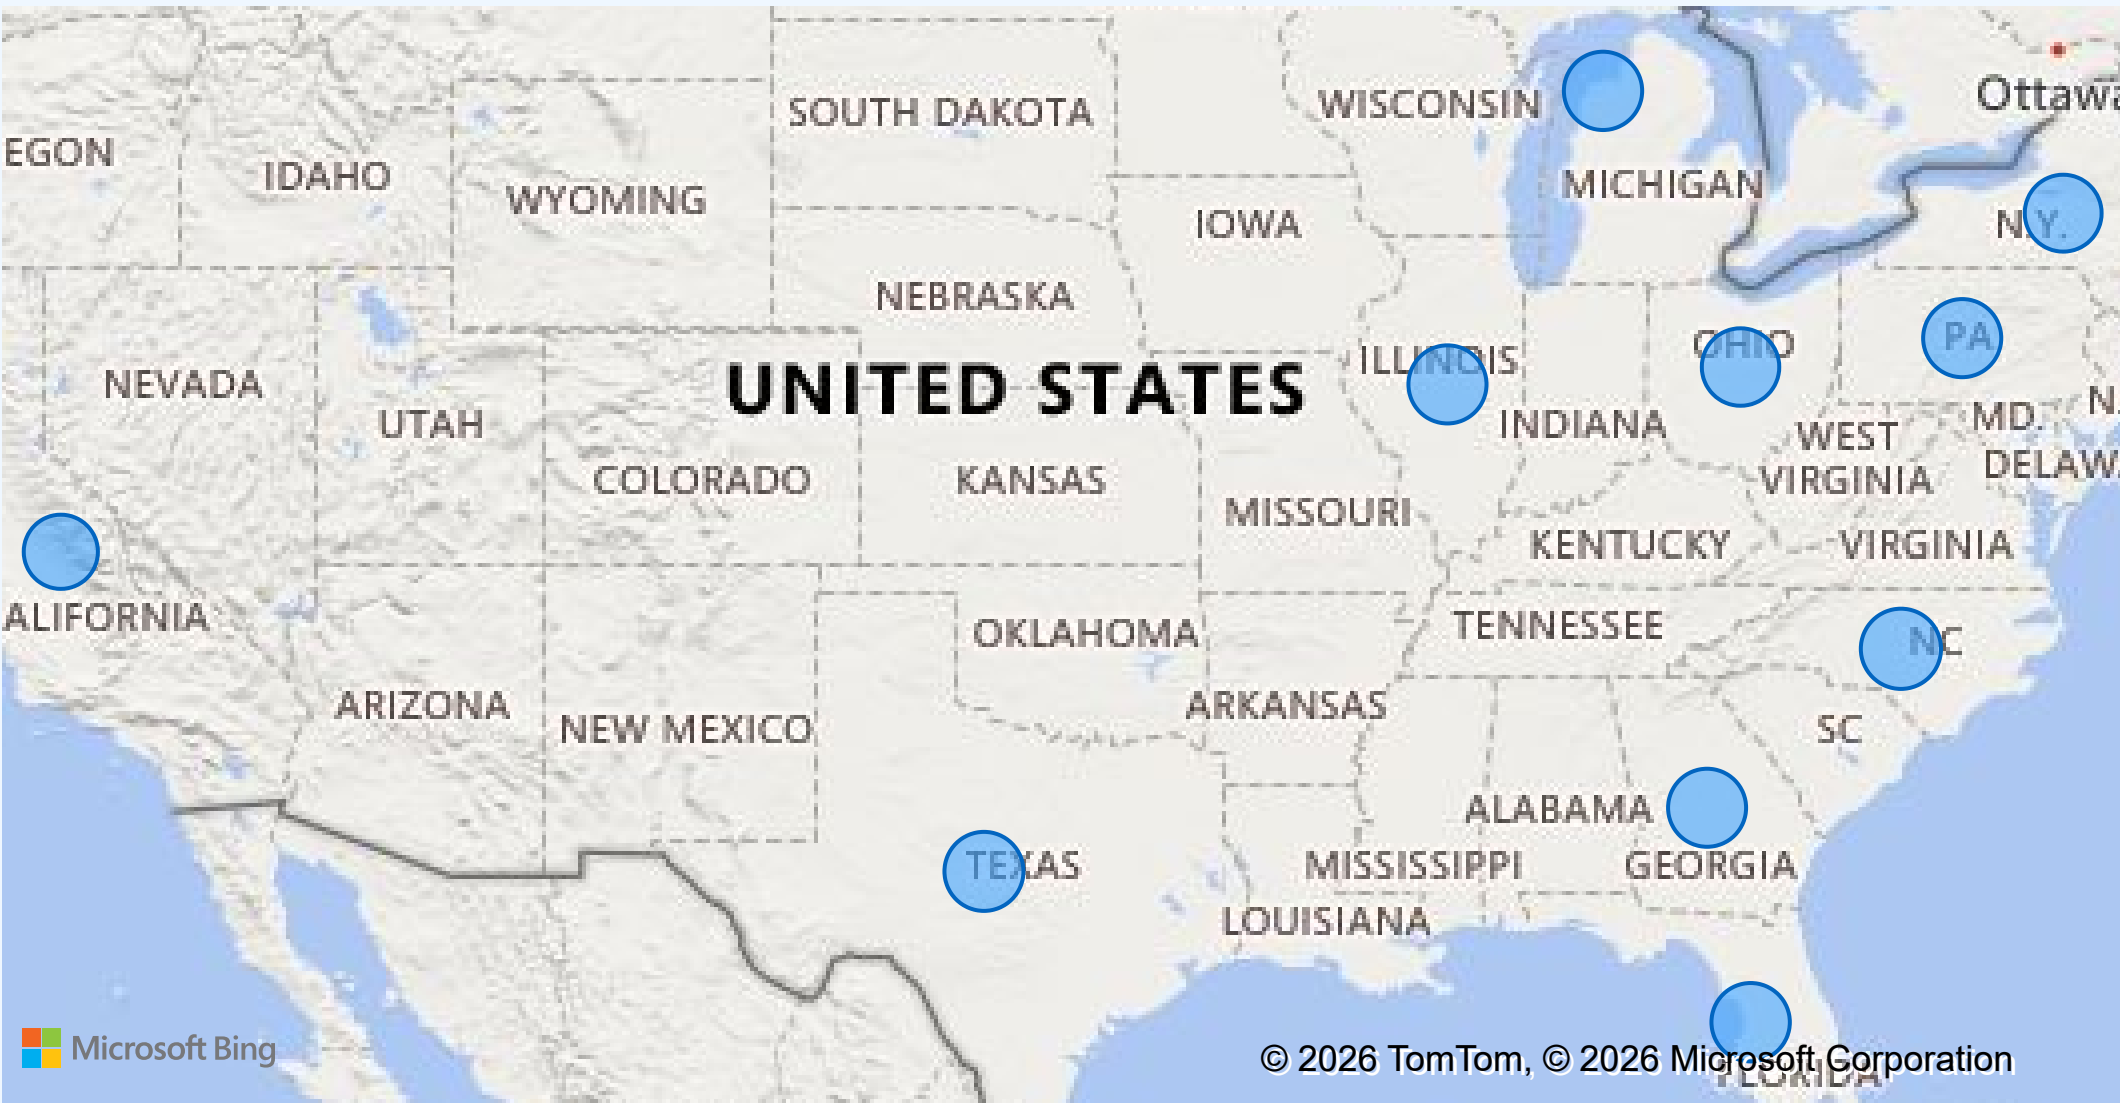 Ottawa
WISCONSIN
SOUTH DAKOTA
EGON
IDAHO
MICHIGAN
WYOMING
N.Y.
IOWA
NEBRASKA
PA
OHIO
ILLINOIS
UNITED STATES
NEVADA
N.
UTAH
MD.
INDIANA
WEST
VIRGINIA
DELAW
COLORADO
KANSAS
MISSOURI
KENTUCKY
VIRGINIA
ALIFORNIA
TENNESSEE
OKLAHOMA
NC
ARIZONA
ARKANSAS
NEW MEXICO
SC
ALABAMA
TEXAS
MISSISSIPPI
GEORGIA
LOUISIANA
Microsoft Bing
© 2026 TomTom, © 2026 Microsoft Corporation
FLORIDA